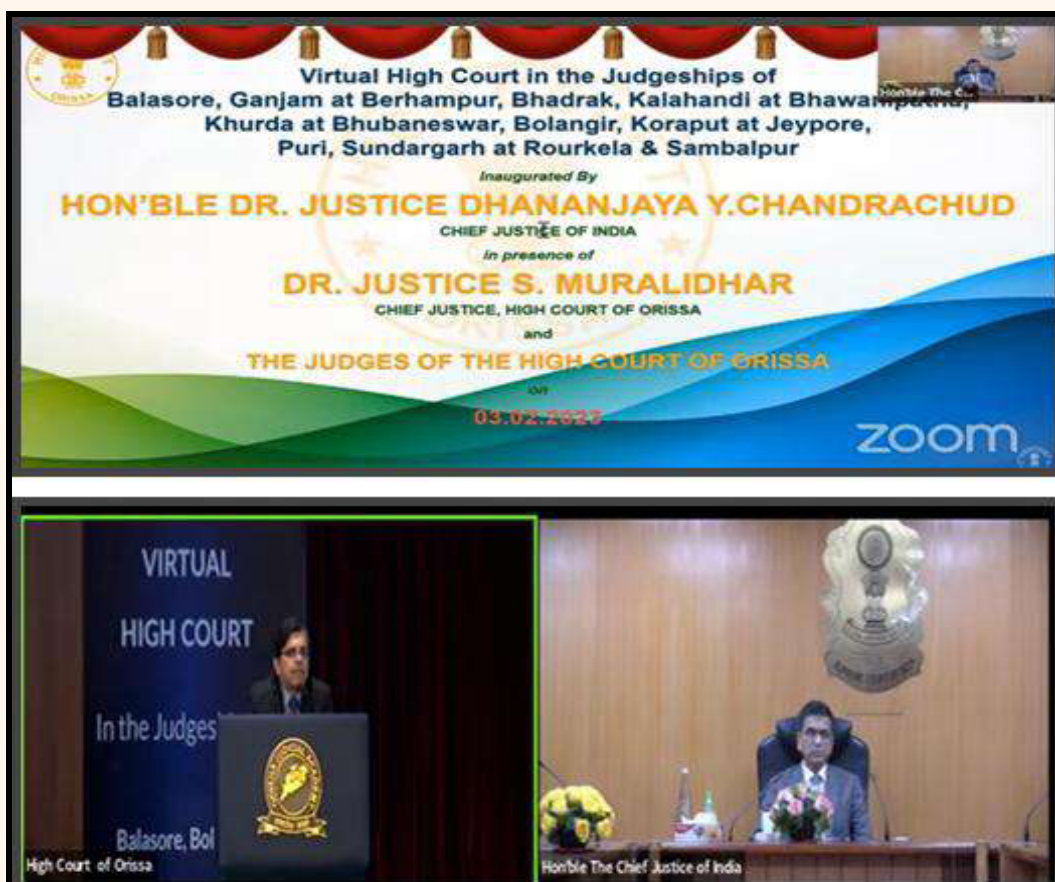 Virtual High Court in the Judgeships of
Balasore, Ganjam at Berhampur, Bhadrak, Kalahandi at Bhawanipatna,
Khurda at Bhubaneswar, Bolangir, Koraput at Jeypore,
Puri, Sundargarh at Rourkela & Sambalpur
Hon'ble The C...
Inaugurated By
HON'BLE DR. JUSTICE DHANANJAYA Y.CHANDRACHUD
CHIEF JUSTICE OF INDIA
In presence of
DR. JUSTICE S. MURALIDHAR
CHIEF JUSTICE, HIGH COURT OF ORISSA
and
THE JUDGES OF THE HIGH COURT OF ORISSA
on
03.02.2023
zoom
VIRTUAL
HIGH COURT
In the Judges
Balasore, Bol
High Court of Orissa
Hon'ble The Chief Justice of India